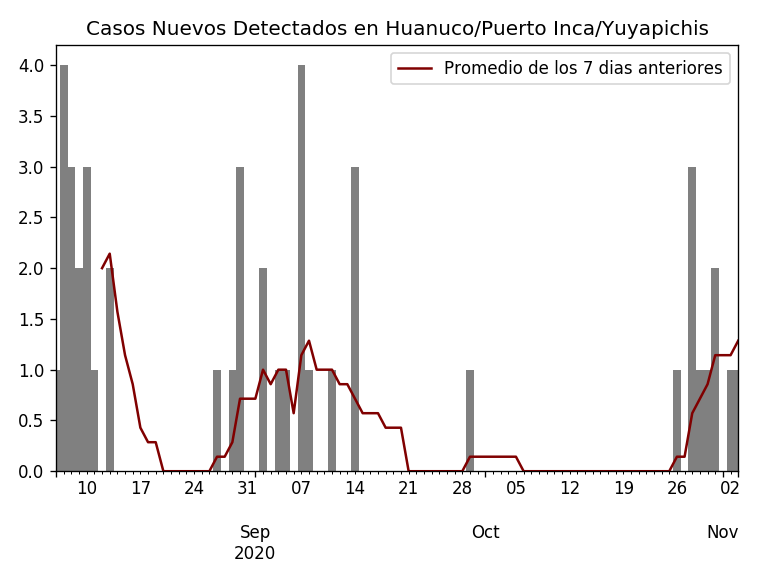 Casos Nuevos Detectados en Huanuco/Puerto Inca/Yuyapichis
Promedio de los 7 dias anteriores
4.0
3.5
3.0
2.5
2.0
1.5
1.0
0.5
0.0
10 17 24 31 07 14 21 28 05 12 19 26 02
Sep Oct Nov
2020